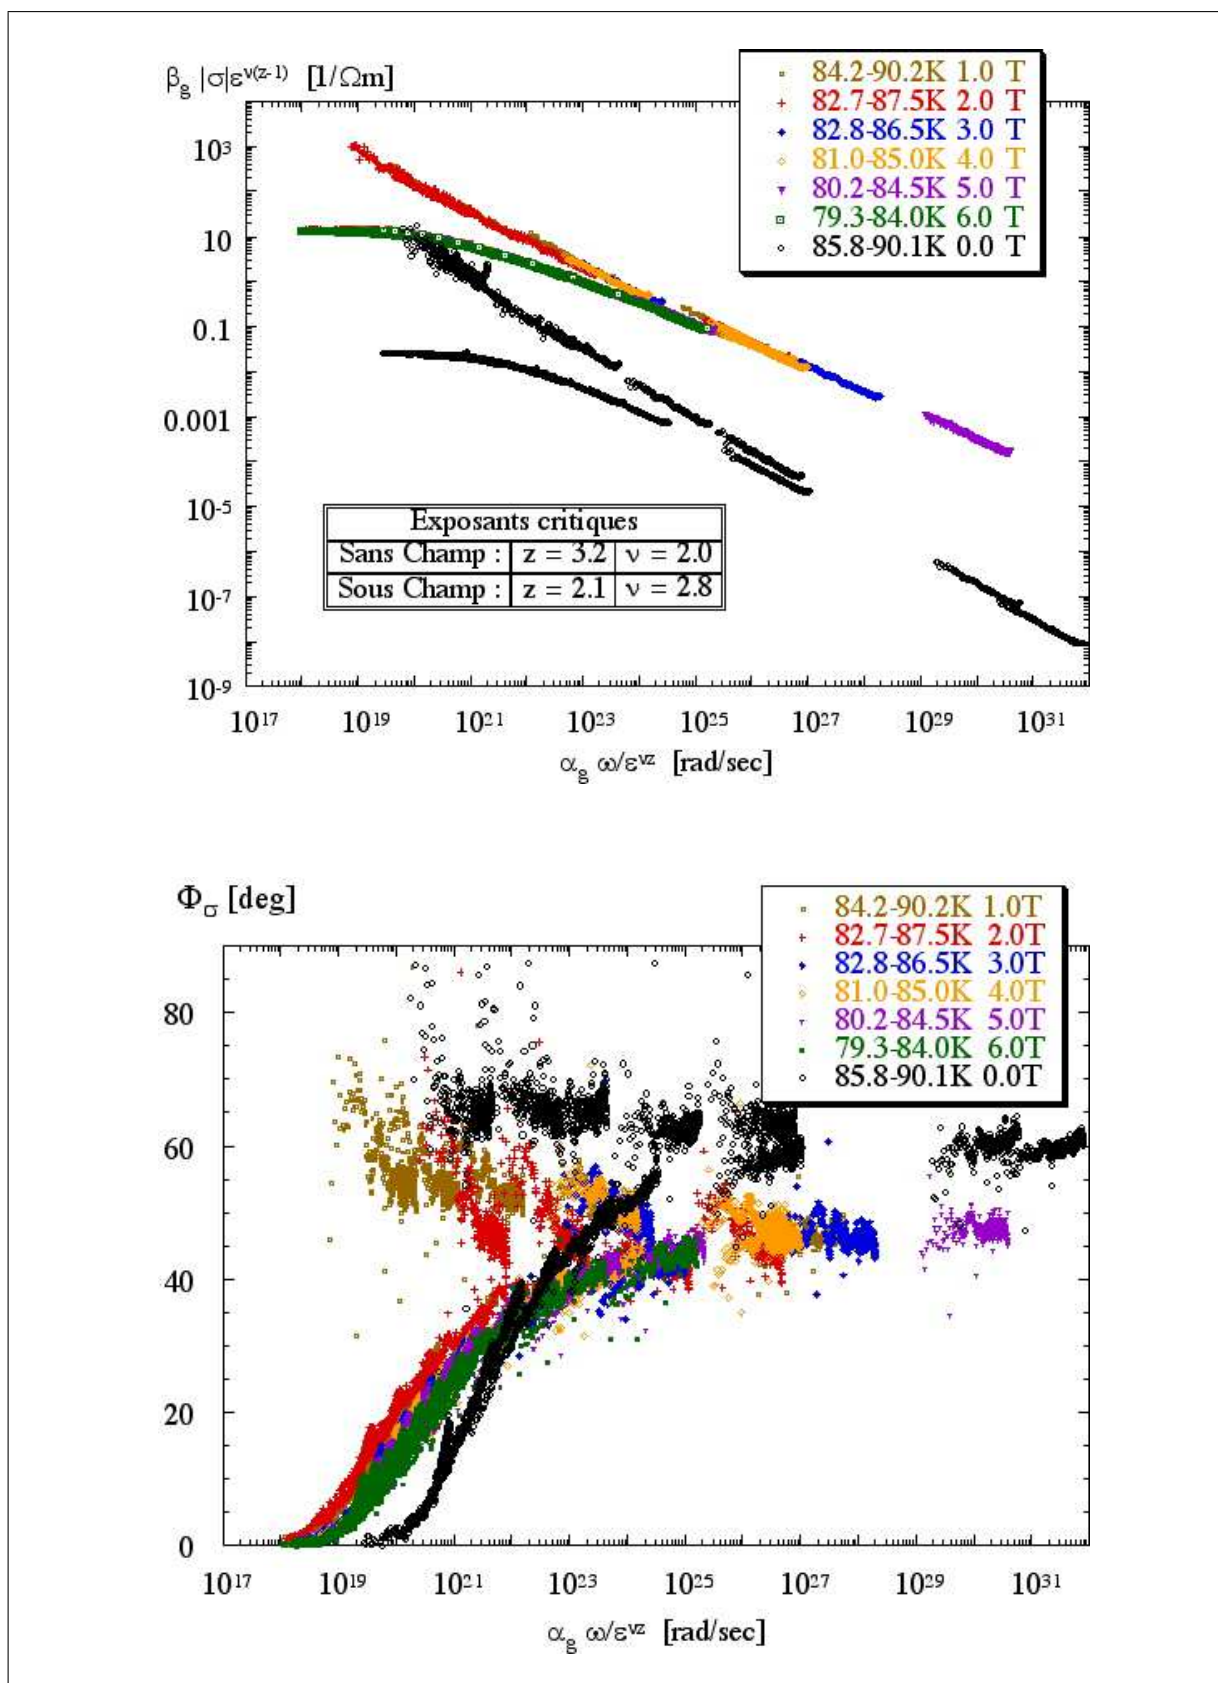 β_g |σ|ε^ν(z-1) [1/Ωm]
84.2-90.2K 1.0 T
82.7-87.5K 2.0 T
82.8-86.5K 3.0 T
81.0-85.0K 4.0 T
80.2-84.5K 5.0 T
79.3-84.0K 6.0 T
85.8-90.1K 0.0 T
10³
10
0.1
0.001
10⁻⁵
10⁻⁷
10⁻⁹
Exposants critiques
Sans Champ : z = 3.2 ν = 2.0
Sous Champ : z = 2.1 ν = 2.8
10¹⁷ 10¹⁹ 10²¹ 10²³ 10²⁵ 10²⁷ 10²⁹ 10³¹
α_g ω/ε^νz [rad/sec]
Φ_σ [deg]
84.2-90.2K 1.0T
82.7-87.5K 2.0T
82.8-86.5K 3.0T
81.0-85.0K 4.0T
80.2-84.5K 5.0T
79.3-84.0K 6.0T
85.8-90.1K 0.0T
80
60
40
20
0
10¹⁷ 10¹⁹ 10²¹ 10²³ 10²⁵ 10²⁷ 10²⁹ 10³¹
α_g ω/ε^νz [rad/sec]